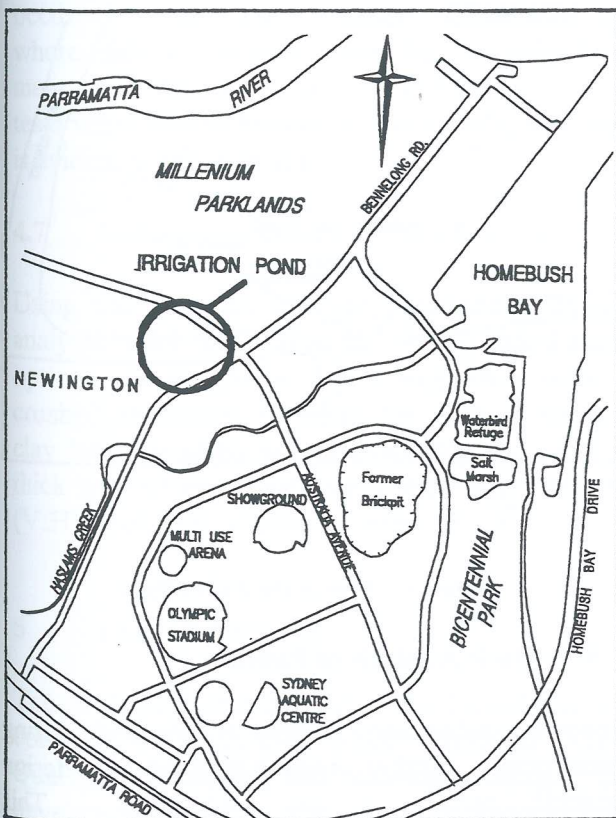 PARRAMATTA RIVER
MILLENIUM
PARKLANDS
BENNELONG RD.
IRRIGATION POND
HOMEBUSH
BAY
NEWINGTON
Waterbird
Refuge
Salt
Marsh
Former
Brickpit
SHOWGROUND
AUSTRALIA AVENUE
MULTI USE
ARENA
HASLAMS CREEK
OLYMPIC
STADIUM
BICENTENNIAL
PARK
HOMEBUSH BAY DRIVE
SYDNEY
AQUATIC
CENTRE
PARRAMATTA ROAD